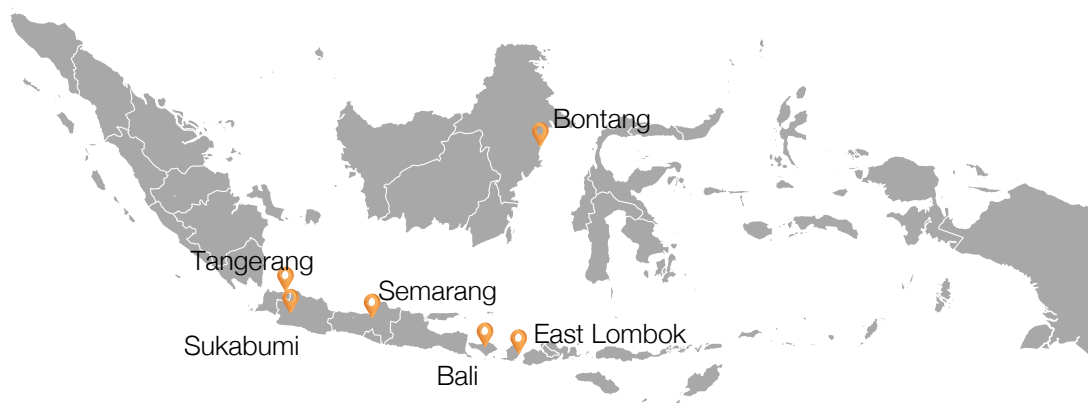 Bontang
Tangerang
Semarang
East Lombok
Sukabumi
Bali